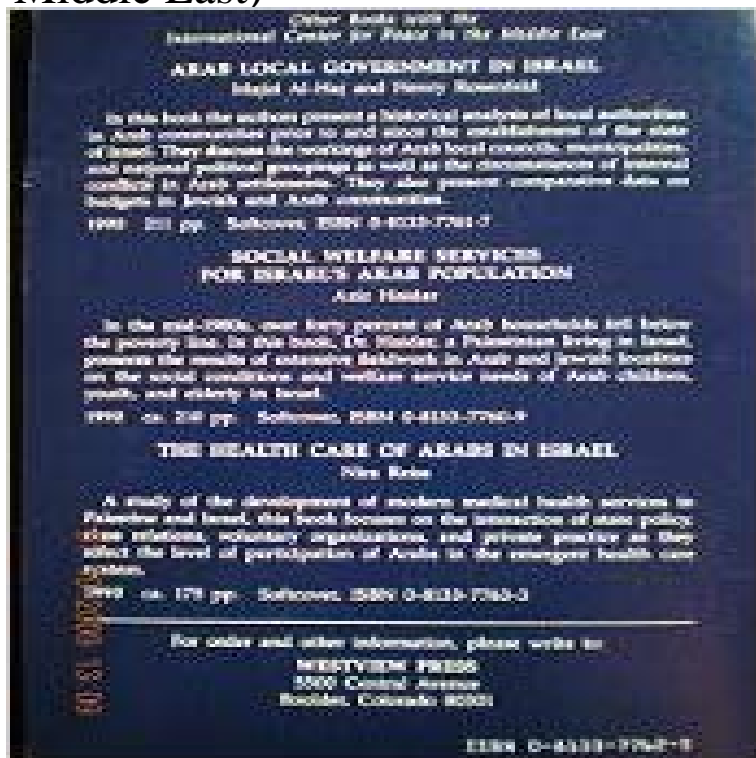 Middle East)
Other Books with the
International Center for Peace in the Middle East
ARAB LOCAL GOVERNMENT IN ISRAEL
Majid Al-Haj and Henry Rosenfeld
In this book the authors present a historical analysis of local authorities
in Arab communities prior to and since the establishment of the state
of Israel. They discuss the workings of Arab local councils, municipalities,
and national political groupings as well as the circumstances of internal
conflicts in Arab settlements. They also present comparative data on
budgets in Jewish and Arab communities.
1990 211 pp. Softcover, ISBN 0-8133-7761-7
SOCIAL WELFARE SERVICES
FOR ISRAEL'S ARAB POPULATION
Aziz Haidar
In the mid-1980s, over forty percent of Arab households fell below
the poverty line. In this book, Dr. Haidar, a Palestinian living in Israel,
presents the results of extensive fieldwork in Arab and Jewish localities
on the social conditions and welfare service needs of Arab children,
youth, and elderly in Israel.
1990 ca. 210 pp. Softcover, ISBN 0-8133-7760-9
THE HEALTH CARE OF ARABS IN ISRAEL
Nira Reiss
A study of the development of modern medical health services in
Palestine and Israel, this book focuses on the interaction of state policy,
class relations, voluntary organizations, and private practice as they
affect the level of participation of Arabs in the emergent health care
system.
1990 ca. 175 pp. Softcover, ISBN
For order and other information, please write to:
WESTVIEW PRESS
5500 Central Avenue
Boulder, Colorado 80301
ISBN